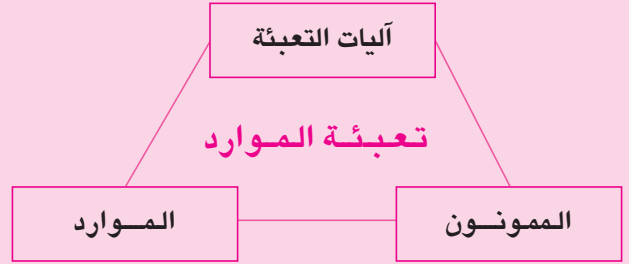 آليات التعبئة
تعبئة الموارد
الممونون
الموارد